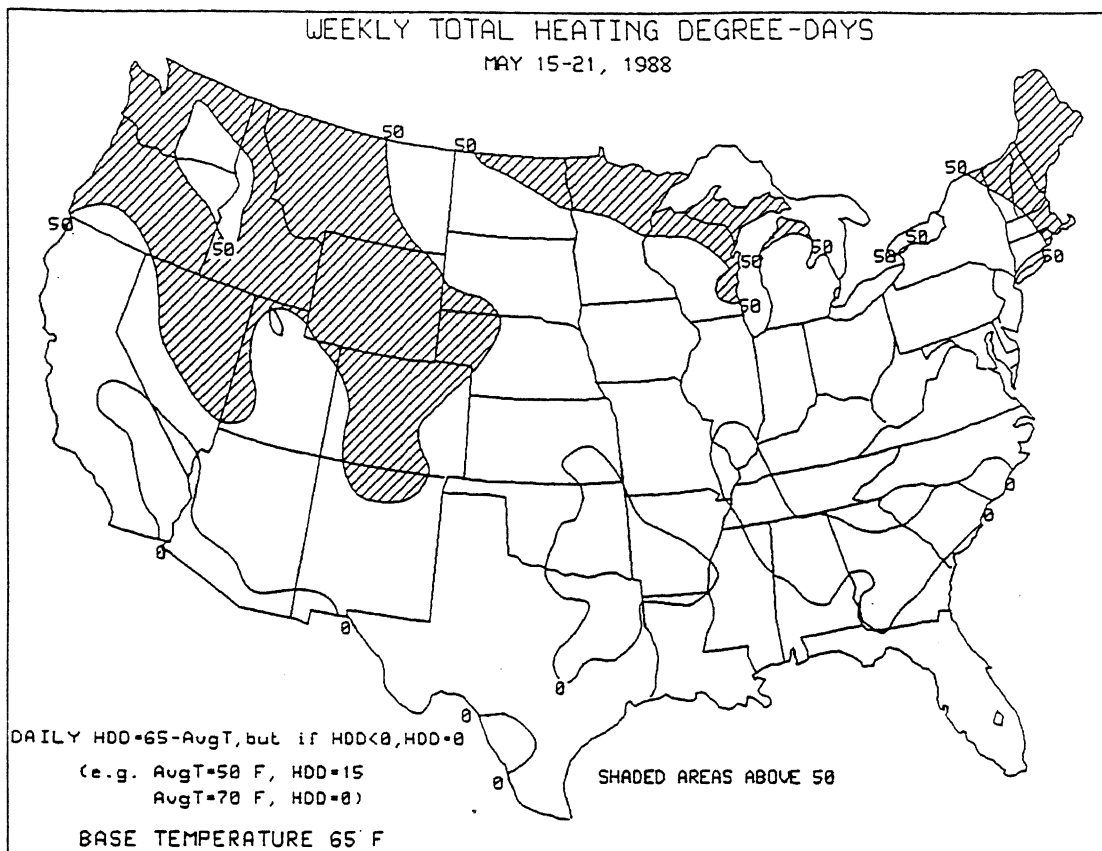 WEEKLY TOTAL HEATING DEGREE-DAYS
MAY 15-21, 1988
50
50
50
50
50
50
50
50
50
50
50
0
0
0
0
0
0
0
DAILY HDD=65-AvgT, but if HDD<0, HDD=0
(e.g. AvgT=50 F, HDD=15
AvgT=70 F, HDD=0)
SHADED AREAS ABOVE 50
BASE TEMPERATURE 65 F